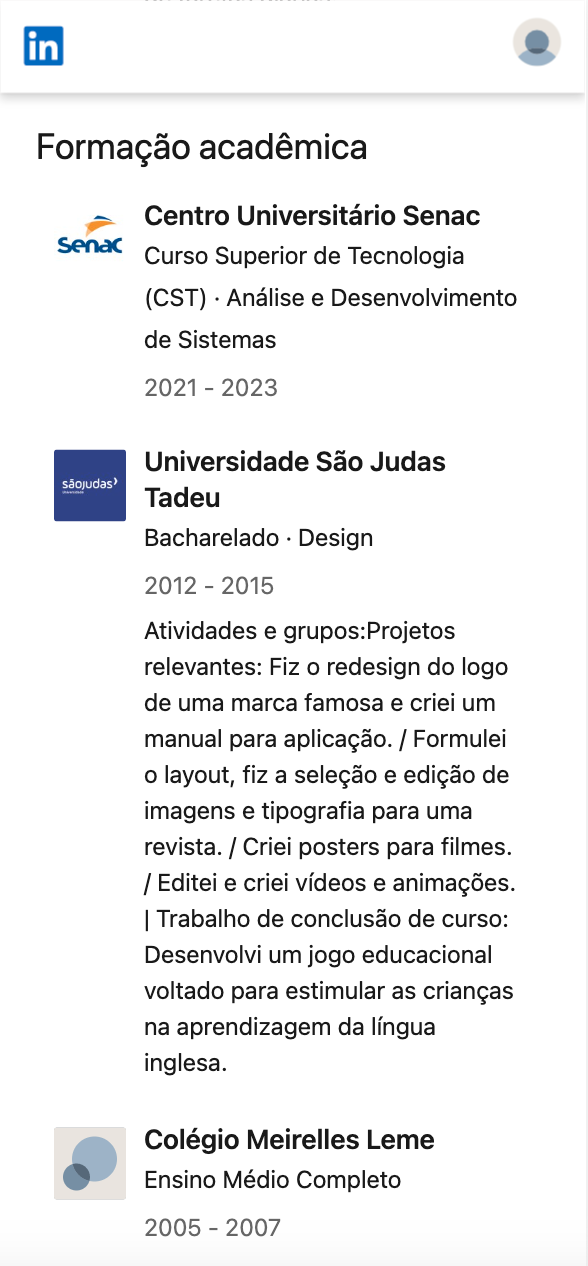 in
Formação acadêmica
Senac
Centro Universitário Senac
Curso Superior de Tecnologia
(CST) · Análise e Desenvolvimento
de Sistemas
2021 - 2023
sãojudas
universidade
Universidade São Judas
Tadeu
Bacharelado · Design
2012 - 2015
Atividades e grupos:Projetos
relevantes: Fiz o redesign do logo
de uma marca famosa e criei um
manual para aplicação. / Formulei
o layout, fiz a seleção e edição de
imagens e tipografia para uma
revista. / Criei posters para filmes.
/ Editei e criei vídeos e animações.
| Trabalho de conclusão de curso:
Desenvolvi um jogo educacional
voltado para estimular as crianças
na aprendizagem da língua
inglesa.
Colégio Meirelles Leme
Ensino Médio Completo
2005 - 2007